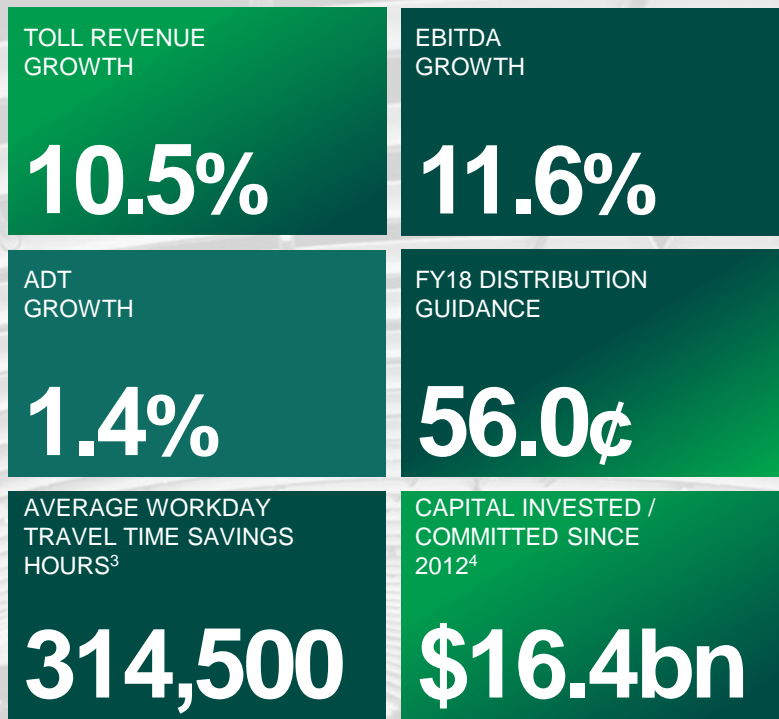 TOLL REVENUE
GROWTH
10.5%
EBITDA
GROWTH
11.6%
ADT
GROWTH
1.4%
FY18 DISTRIBUTION
GUIDANCE
56.0¢
AVERAGE WORKDAY
TRAVEL TIME SAVINGS
HOURS³
314,500
CAPITAL INVESTED /
COMMITTED SINCE
2012⁴
$16.4bn